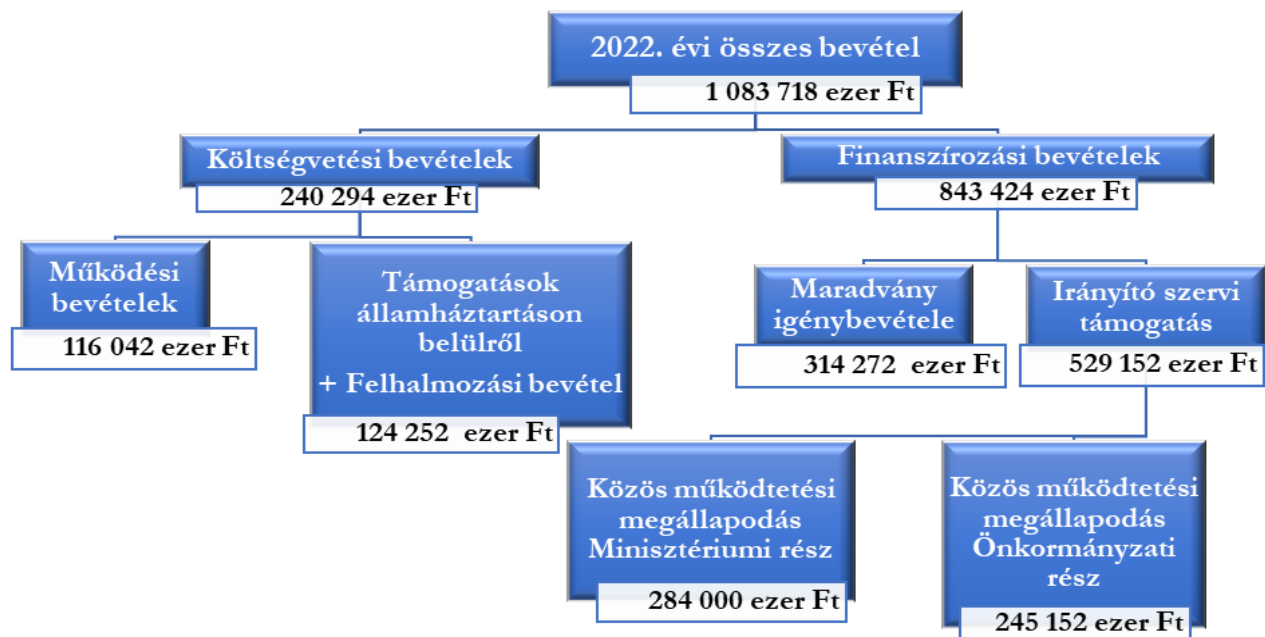 2022. évi összes bevétel
1 083 718 ezer Ft
Költségvetési bevételek
240 294 ezer Ft
Finanszírozási bevételek
843 424 ezer Ft
Működési
bevételek
116 042 ezer Ft
Támogatások
államháztartáson
belülről
+ Felhalmozási bevétel
124 252 ezer Ft
Maradvány
igénybevétele
314 272 ezer Ft
Irányító szervi
támogatás
529 152 ezer Ft
Közös működtetési
megállapodás
Minisztériumi rész
284 000 ezer Ft
Közös működtetési
megállapodás
Önkormányzati
rész
245 152 ezer Ft